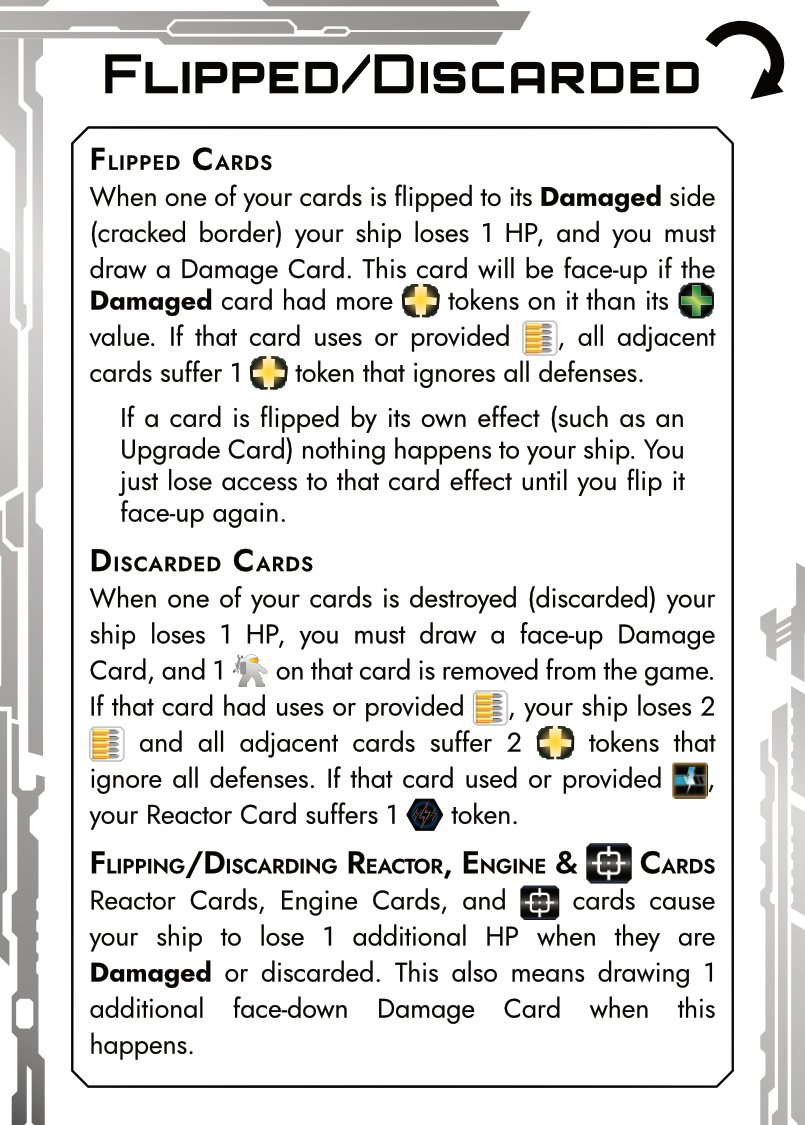 Flipped/Discarded
Flipped Cards
When one of your cards is flipped to its Damaged side
(cracked border) your ship loses 1 HP, and you must
draw a Damage Card. This card will be face-up if the
Damaged card had more tokens on it than its
value. If that card uses or provided , all adjacent
cards suffer 1 token that ignores all defenses.
If a card is flipped by its own effect (such as an
Upgrade Card) nothing happens to your ship. You
just lose access to that card effect until you flip it
face-up again.
Discarded Cards
When one of your cards is destroyed (discarded) your
ship loses 1 HP, you must draw a face-up Damage
Card, and 1 on that card is removed from the game.
If that card had uses or provided , your ship loses 2
and all adjacent cards suffer 2 tokens that
ignore all defenses. If that card used or provided ,
your Reactor Card suffers 1 token.
Flipping/Discarding Reactor, Engine & Cards
Reactor Cards, Engine Cards, and cards cause
your ship to lose 1 additional HP when they are
Damaged or discarded. This also means drawing 1
additional face-down Damage Card when this
happens.